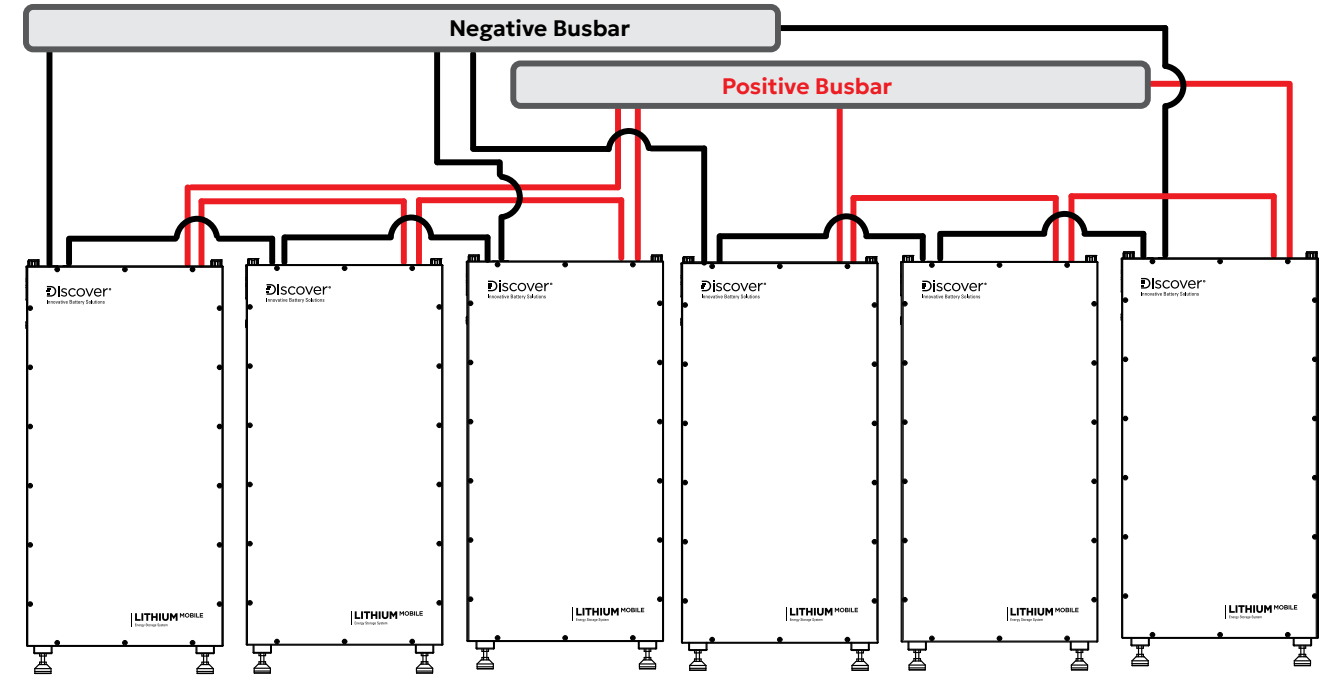 Negative Busbar
Positive Busbar
Discover®
Innovative Battery Solutions
Discover®
Innovative Battery Solutions
Discover®
Innovative Battery Solutions
Discover®
Innovative Battery Solutions
Discover®
Innovative Battery Solutions
Discover®
Innovative Battery Solutions
LITHIUM MOBILE
Energy Storage System
LITHIUM MOBILE
Energy Storage System
LITHIUM MOBILE
Energy Storage System
LITHIUM MOBILE
Energy Storage System
LITHIUM MOBILE
Energy Storage System
LITHIUM MOBILE
Energy Storage System